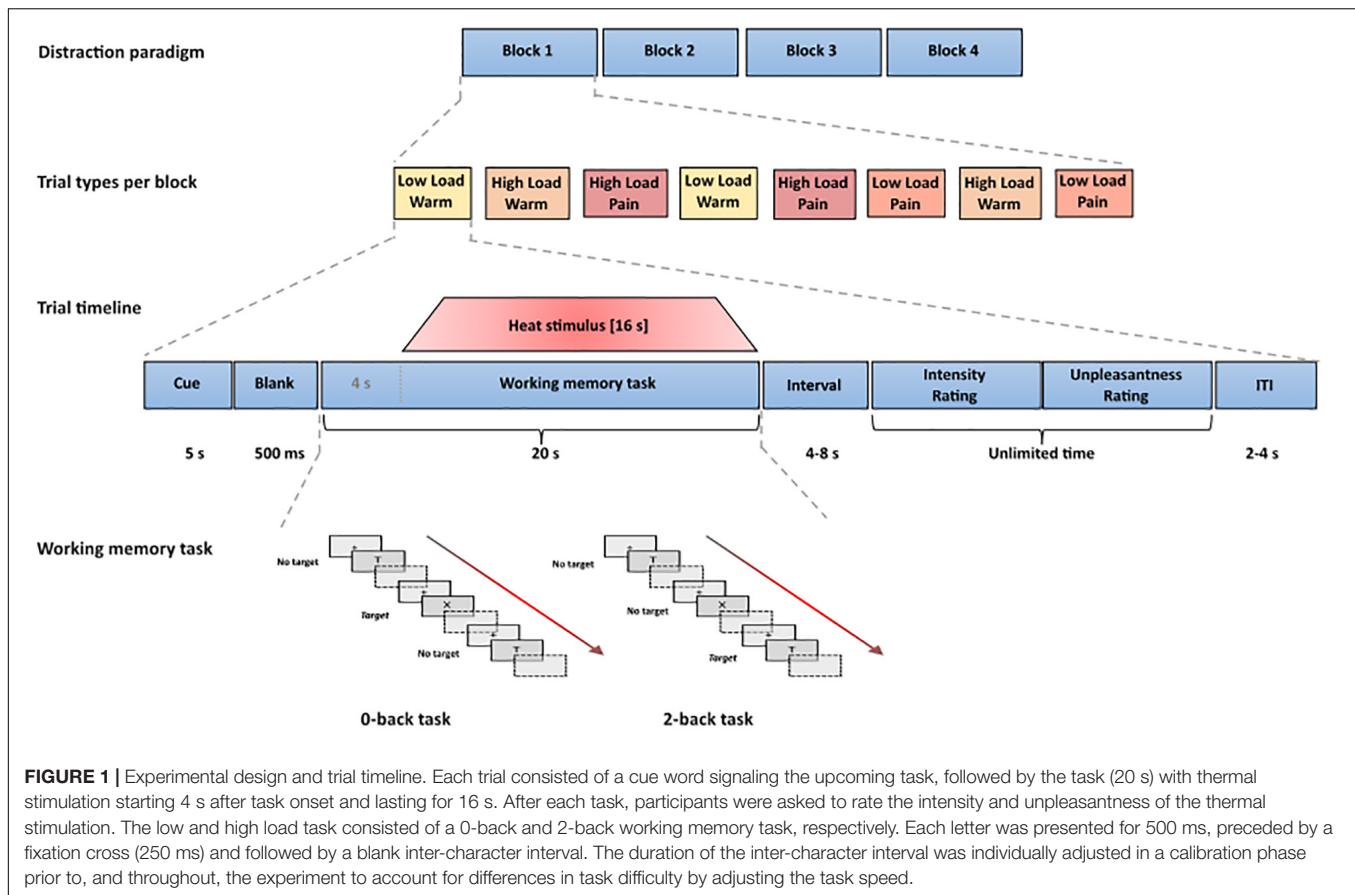 Distraction paradigm
Block 1 Block 2 Block 3 Block 4
Trial types per block
Low Load Warm
High Load Warm
High Load Pain
Low Load Warm
High Load Pain
Low Load Pain
High Load Warm
Low Load Pain
Trial timeline
Heat stimulus [16 s]
Cue
Blank
4 s
Working memory task
Interval
Intensity
Rating
Unpleasantness
Rating
ITI
5 s
500 ms
20 s
4-8 s
Unlimited time
2-4 s
Working memory task
No target
+
T
Target
+
X
No target
+
T
0-back task
No target
+
T
No target
+
X
Target
+
T
2-back task
FIGURE 1 | Experimental design and trial timeline. Each trial consisted of a cue word signaling the upcoming task, followed by the task (20 s) with thermal
stimulation starting 4 s after task onset and lasting for 16 s. After each task, participants were asked to rate the intensity and unpleasantness of the thermal
stimulation. The low and high load task consisted of a 0-back and 2-back working memory task, respectively. Each letter was presented for 500 ms, preceded by a
fixation cross (250 ms) and followed by a blank inter-character interval. The duration of the inter-character interval was individually adjusted in a calibration phase
prior to, and throughout, the experiment to account for differences in task difficulty by adjusting the task speed.